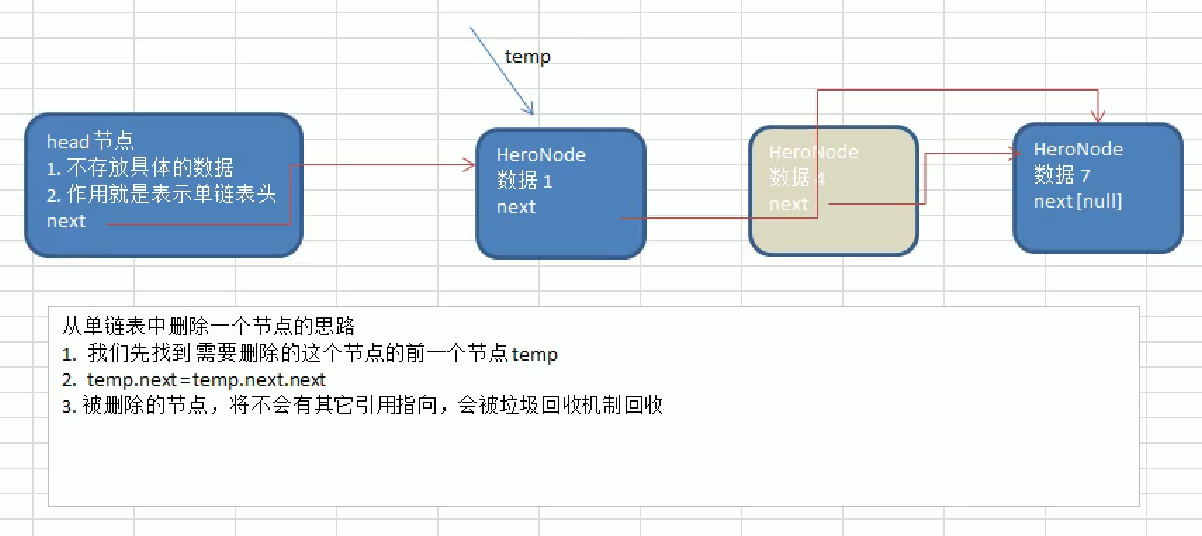 temp
head 节点
1. 不存放具体的数据
2. 作用就是表示单链表头
next
HeroNode
数据 1
next
HeroNode
数据 4
next
HeroNode
数据 7
next [null]
从单链表中删除一个节点的思路
1. 我们先找到 需要删除的这个节点的前一个节点 temp
2. temp.next=temp.next.next
3. 被删除的节点，将不会有其它引用指向，会被垃圾回收机制回收